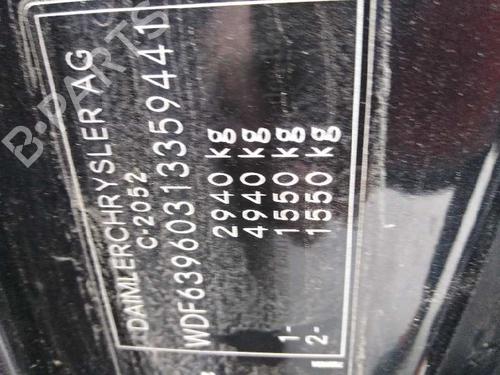 DAIMLERCHRYSLER AG
C-2052
WDF63960313359441
2940 kg
4940 kg
1- 1550 kg
2- 1550 kg
B-PARTS